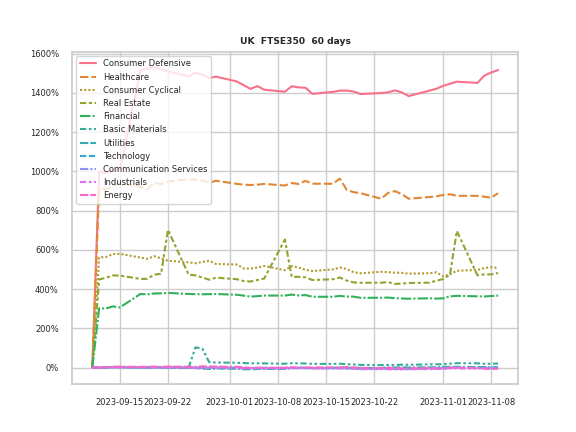 UK  FTSE350  60 days
1600%
1400%
1200%
1000%
800%
600%
400%
200%
0%
Consumer Defensive
Healthcare
Consumer Cyclical
Real Estate
Financial
Basic Materials
Utilities
Technology
Communication Services
Industrials
Energy
2023-09-15 2023-09-22 2023-10-01 2023-10-08 2023-10-15 2023-10-22 2023-11-01 2023-11-08